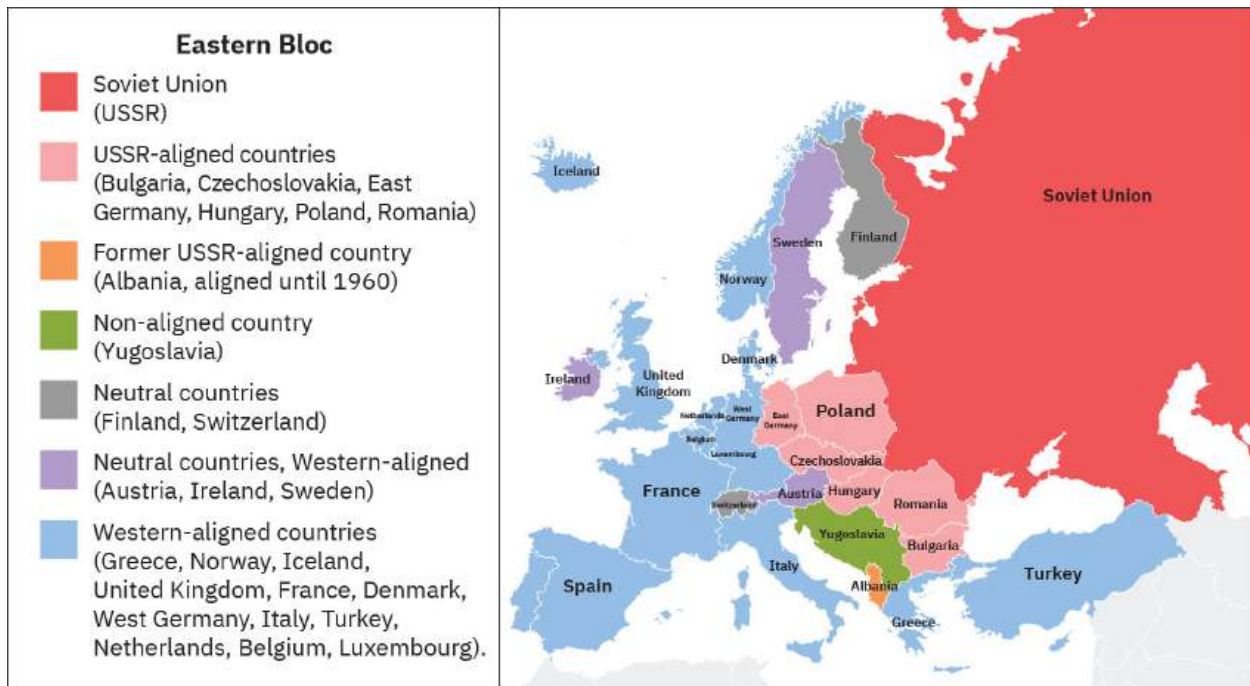 Eastern Bloc
Soviet Union
(USSR)
USSR-aligned countries
(Bulgaria, Czechoslovakia, East
Germany, Hungary, Poland, Romania)
Former USSR-aligned country
(Albania, aligned until 1960)
Non-aligned country
(Yugoslavia)
Neutral countries
(Finland, Switzerland)
Neutral countries, Western-aligned
(Austria, Ireland, Sweden)
Western-aligned countries
(Greece, Norway, Iceland,
United Kingdom, France, Denmark,
West Germany, Italy, Turkey,
Netherlands, Belgium, Luxembourg).
Iceland
Soviet Union
Finland
Sweden
Norway
Denmark
United
Kingdom
Ireland
Netherlands
West
Germany
East
Germany
Poland
Belgium
Luxembourg
Czechoslovakia
France
Switzerland
Austria
Hungary
Romania
Yugoslavia
Bulgaria
Italy
Albania
Spain
Turkey
Greece